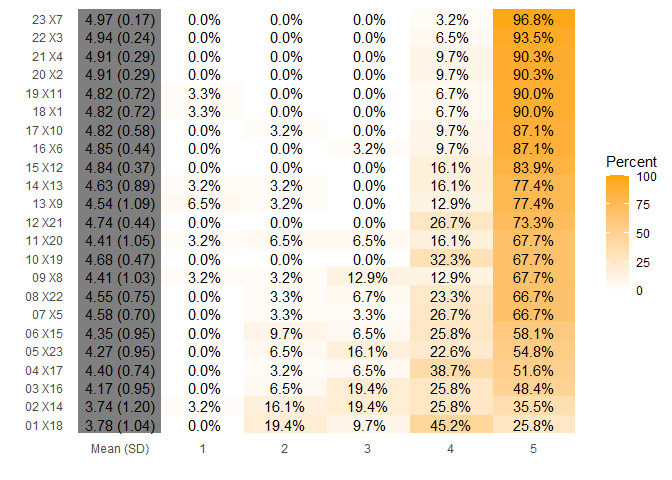 23 X7 4.97 (0.17) 0.0% 0.0% 0.0% 3.2% 96.8%
22 X3 4.94 (0.24) 0.0% 0.0% 0.0% 6.5% 93.5%
21 X4 4.91 (0.29) 0.0% 0.0% 0.0% 9.7% 90.3%
20 X2 4.91 (0.29) 0.0% 0.0% 0.0% 9.7% 90.3%
19 X11 4.82 (0.72) 3.3% 0.0% 0.0% 6.7% 90.0%
18 X1 4.82 (0.72) 3.3% 0.0% 0.0% 6.7% 90.0%
17 X10 4.82 (0.58) 0.0% 3.2% 0.0% 9.7% 87.1%
16 X6 4.85 (0.44) 0.0% 0.0% 3.2% 9.7% 87.1%
15 X12 4.84 (0.37) 0.0% 0.0% 0.0% 16.1% 83.9%
14 X13 4.63 (0.89) 3.2% 3.2% 0.0% 16.1% 77.4%
13 X9 4.54 (1.09) 6.5% 3.2% 0.0% 12.9% 77.4%
12 X21 4.74 (0.44) 0.0% 0.0% 0.0% 26.7% 73.3%
11 X20 4.41 (1.05) 3.2% 6.5% 6.5% 16.1% 67.7%
10 X19 4.68 (0.47) 0.0% 0.0% 0.0% 32.3% 67.7%
09 X8 4.41 (1.03) 3.2% 3.2% 12.9% 12.9% 67.7%
08 X22 4.55 (0.75) 0.0% 3.3% 6.7% 23.3% 66.7%
07 X5 4.58 (0.70) 0.0% 3.3% 3.3% 26.7% 66.7%
06 X15 4.35 (0.95) 0.0% 9.7% 6.5% 25.8% 58.1%
05 X23 4.27 (0.95) 0.0% 6.5% 16.1% 22.6% 54.8%
04 X17 4.40 (0.74) 0.0% 3.2% 6.5% 38.7% 51.6%
03 X16 4.17 (0.95) 0.0% 6.5% 19.4% 25.8% 48.4%
02 X14 3.74 (1.20) 3.2% 16.1% 19.4% 25.8% 35.5%
01 X18 3.78 (1.04) 0.0% 19.4% 9.7% 45.2% 25.8%
Mean (SD) 1 2 3 4 5
Percent
100
75
50
25
0